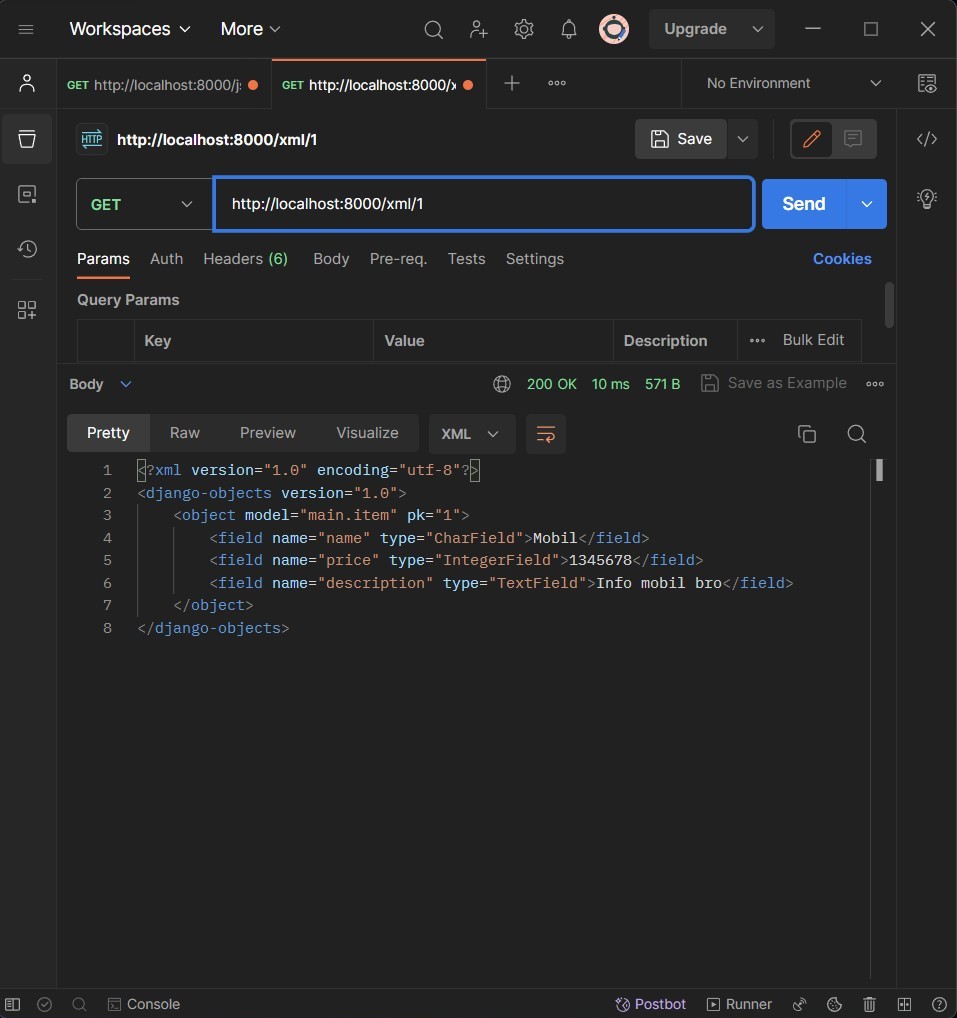 Workspaces More Upgrade
GET http://localhost:8000/j GET http://localhost:8000/x No Environment
HTTP http://localhost:8000/xml/1 Save
GET http://localhost:8000/xml/1 Send
Params Auth Headers (6) Body Pre-req. Tests Settings Cookies
Query Params
Key Value Description Bulk Edit
Body 200 OK 10 ms 571 B Save as Example
Pretty Raw Preview Visualize XML
1 <?xml version="1.0" encoding="utf-8"?>
2 <django-objects version="1.0">
3 <object model="main.item" pk="1">
4 <field name="name" type="CharField">Mobil</field>
5 <field name="price" type="IntegerField">1345678</field>
6 <field name="description" type="TextField">Info mobil bro</field>
7 </object>
8 </django-objects>
Console Postbot Runner